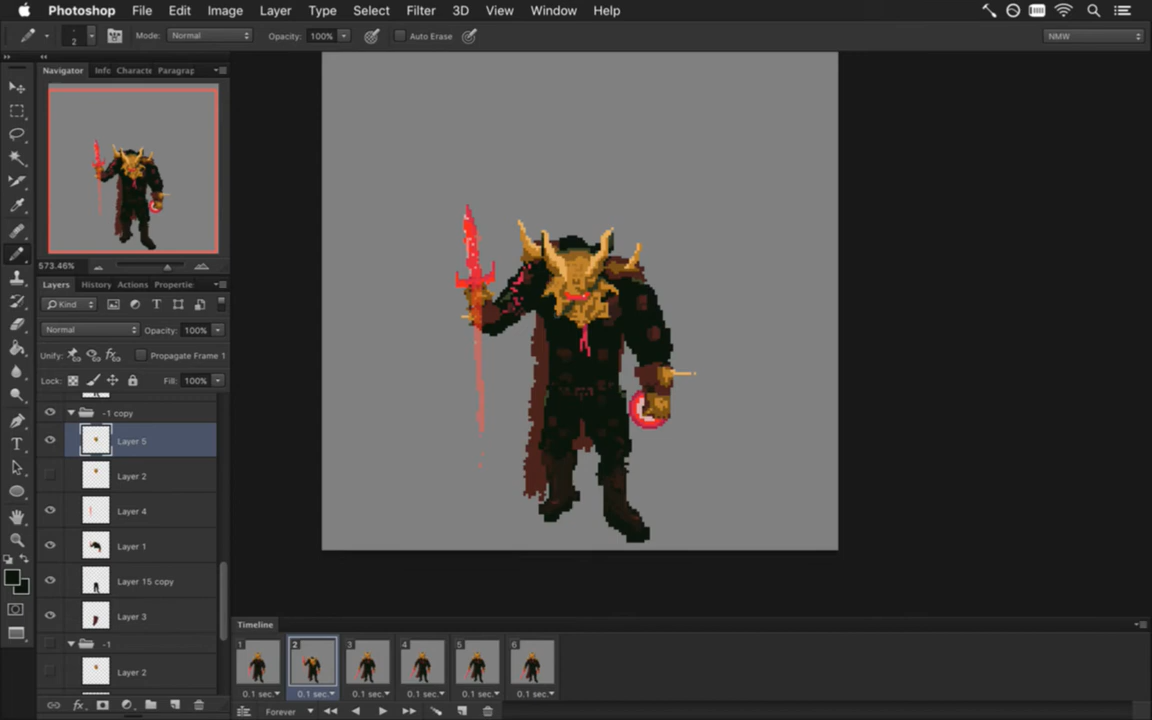 Photoshop File Edit Image Layer Type Select Filter 3D View Window Help
2 Mode: Normal Opacity: 100% Auto Erase NMW
Navigator Info Characte Paragrap
573.46%
Layers History Actions Propertie
Kind
Normal Opacity: 100%
Unify: Propagate Frame 1
Lock: Fill: 100%
-1 copy
Layer 5
Layer 2
Layer 4
Layer 1
Layer 15 copy
Layer 3
-1
Layer 2
Timeline
1 2 3 4 5 6
0.1 sec. 0.1 sec. 0.1 sec. 0.1 sec. 0.1 sec. 0.1 sec.
Forever